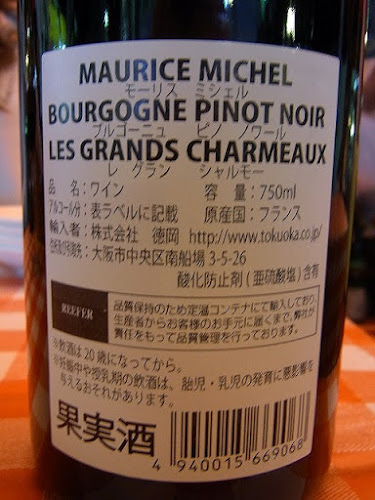 MAURICE MICHEL
モーリス ミシェル
BOURGOGNE PINOT NOIR
ブルゴーニュ ピノ ノワール
LES GRANDS CHARMEAUX
レ グラン シャルモー
品 名：ワイン 容 量：750ml
アルコール分：表ラベルに記載 原産国：フランス
輸入者：株式会社 徳岡 http://www.tokuoka.co.jp/
引取先：大阪市中央区南船場 3-5-26
酸化防止剤（亜硫酸塩）含有
REEFER
品質保持のため定温コンテナにて輸入しており、
生産者からお客様のお手元に届くまで、弊社が
責任をもって品質管理を行っております。
※飲酒は20歳になってから。
※妊娠中や授乳期の飲酒は、胎児・乳児の発育に悪影響を
与えるおそれがあります。
果実酒
4 940015 669068